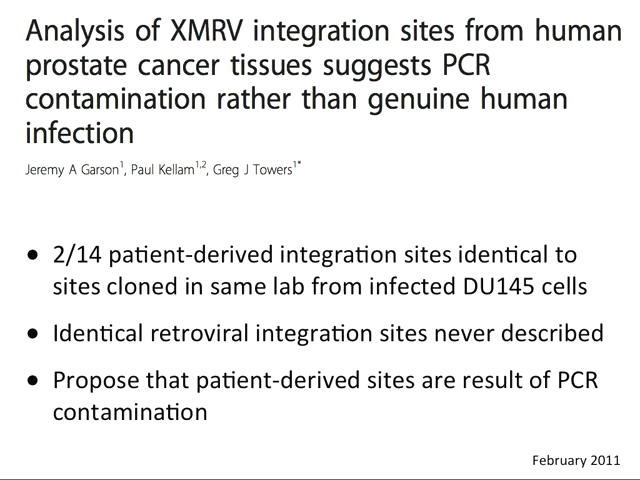 Analysis of XMRV integration sites from human
prostate cancer tissues suggests PCR
contamination rather than genuine human
infection
Jeremy A Garson1, Paul Kellam1,2, Greg J Towers1*
• 2/14 patient-derived integration sites identical to
sites cloned in same lab from infected DU145 cells
• Identical retroviral integration sites never described
• Propose that patient-derived sites are result of PCR
contamination
February 2011